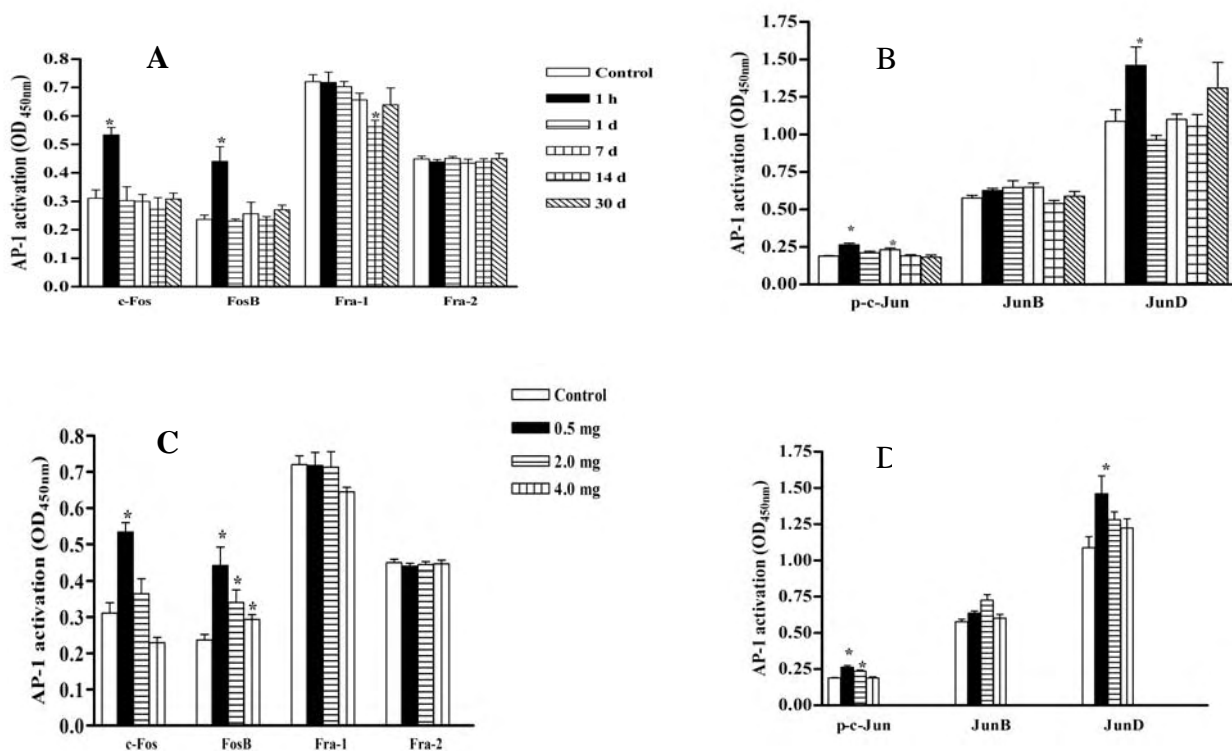 A
AP-1 activation (OD450nm)
0.8
0.7
0.6
0.5
0.4
0.3
0.2
0.1
0.0
*
*
*
c-Fos FosB Fra-1 Fra-2
Control
1 h
1 d
7 d
14 d
30 d
B
AP-1 activation (OD450nm)
1.75
1.50
1.25
1.00
0.75
0.50
0.25
0.00
*
*
*
p-c-Jun JunB JunD
C
AP-1 activation (OD450nm)
0.8
0.7
0.6
0.5
0.4
0.3
0.2
0.1
0.0
*
*
*
*
c-Fos FosB Fra-1 Fra-2
Control
0.5 mg
2.0 mg
4.0 mg
D
AP-1 activation (OD450nm)
1.75
1.50
1.25
1.00
0.75
0.50
0.25
0.00
*
*
*
p-c-Jun JunB JunD